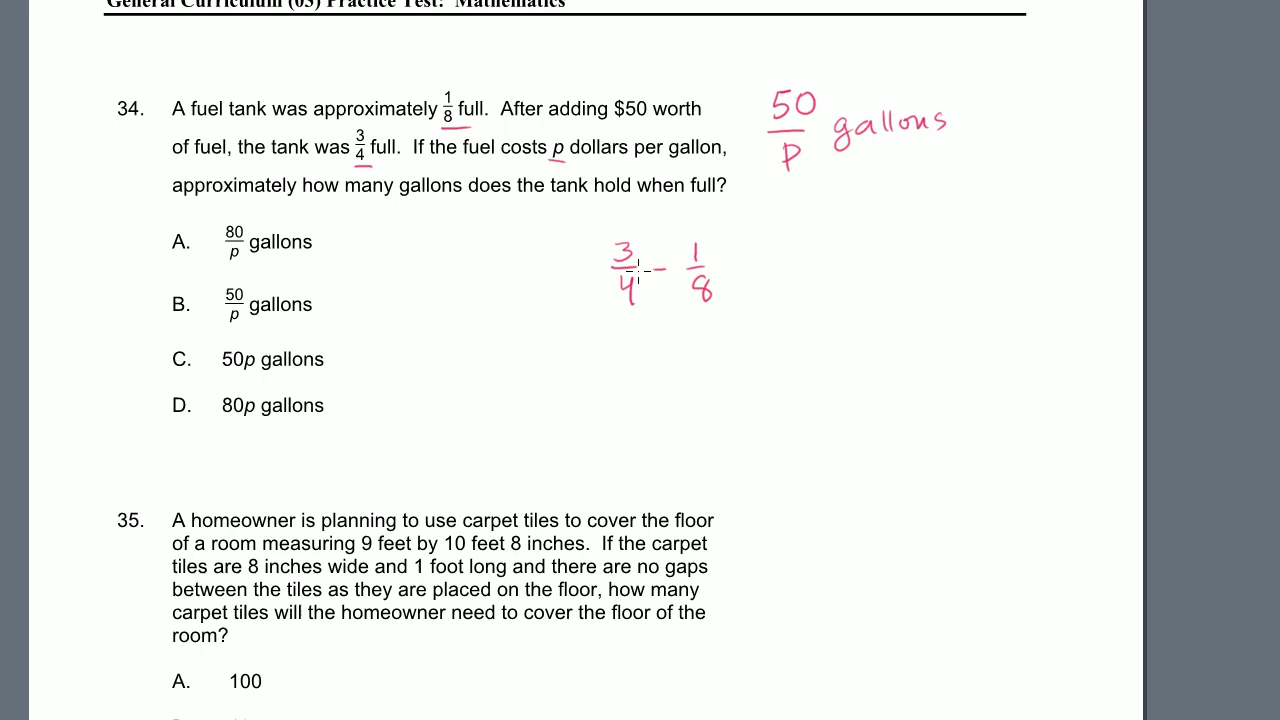 General Curriculum (03) Practice Test: Mathematics
34. A fuel tank was approximately 1/8 full. After adding $50 worth
of fuel, the tank was 3/4 full. If the fuel costs p dollars per gallon,
approximately how many gallons does the tank hold when full?
50/p gallons
A. 80/p gallons
B. 50/p gallons
C. 50p gallons
D. 80p gallons
3/4 - 1/8
35. A homeowner is planning to use carpet tiles to cover the floor
of a room measuring 9 feet by 10 feet 8 inches. If the carpet
tiles are 8 inches wide and 1 foot long and there are no gaps
between the tiles as they are placed on the floor, how many
carpet tiles will the homeowner need to cover the floor of the
room?
A. 100